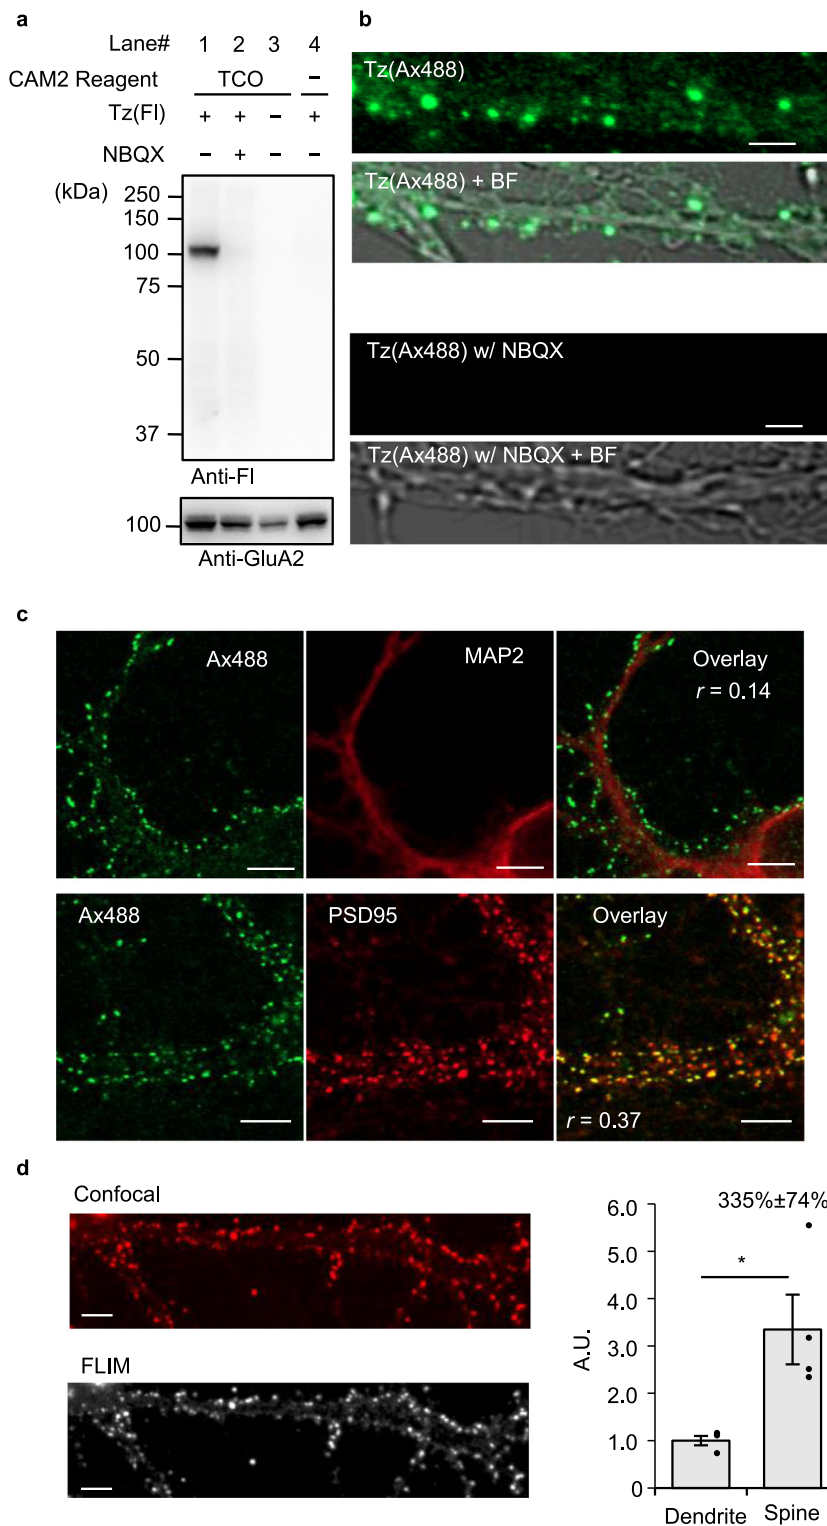 a
Lane# 1 2 3 4
CAM2 Reagent TCO –
Tz(Fl) + + – +
NBQX – + – –
(kDa)
250
150
100
75
50
37
Anti-Fl
100
Anti-GluA2
b
Tz(Ax488)
Tz(Ax488) + BF
Tz(Ax488) w/ NBQX
Tz(Ax488) w/ NBQX + BF
c
Ax488
MAP2
Overlay
r = 0.14
Ax488
PSD95
Overlay
r = 0.37
d
Confocal
FLIM
335%±74%
*
A.U.
6.0
5.0
4.0
3.0
2.0
1.0
0
Dendrite Spine